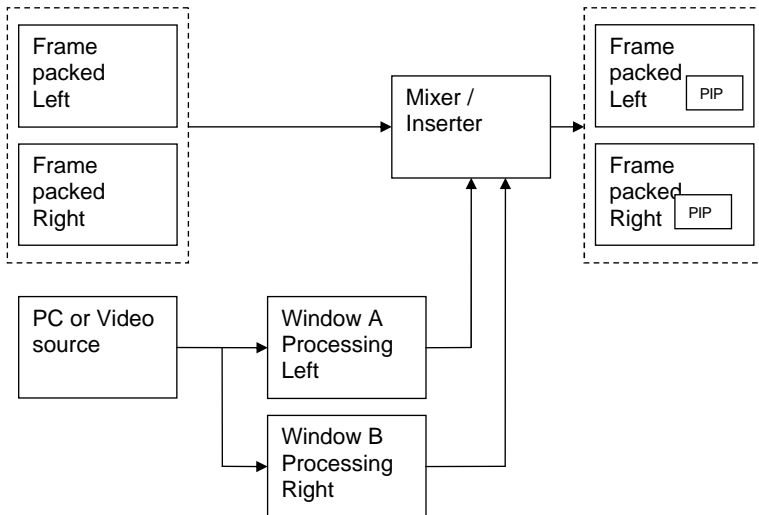 Frame
packed
Left
Frame
packed
Right
Mixer /
Inserter
Frame
packed
Left
PIP
Frame
packed
Right
PIP
PC or Video
source
Window A
Processing
Left
Window B
Processing
Right